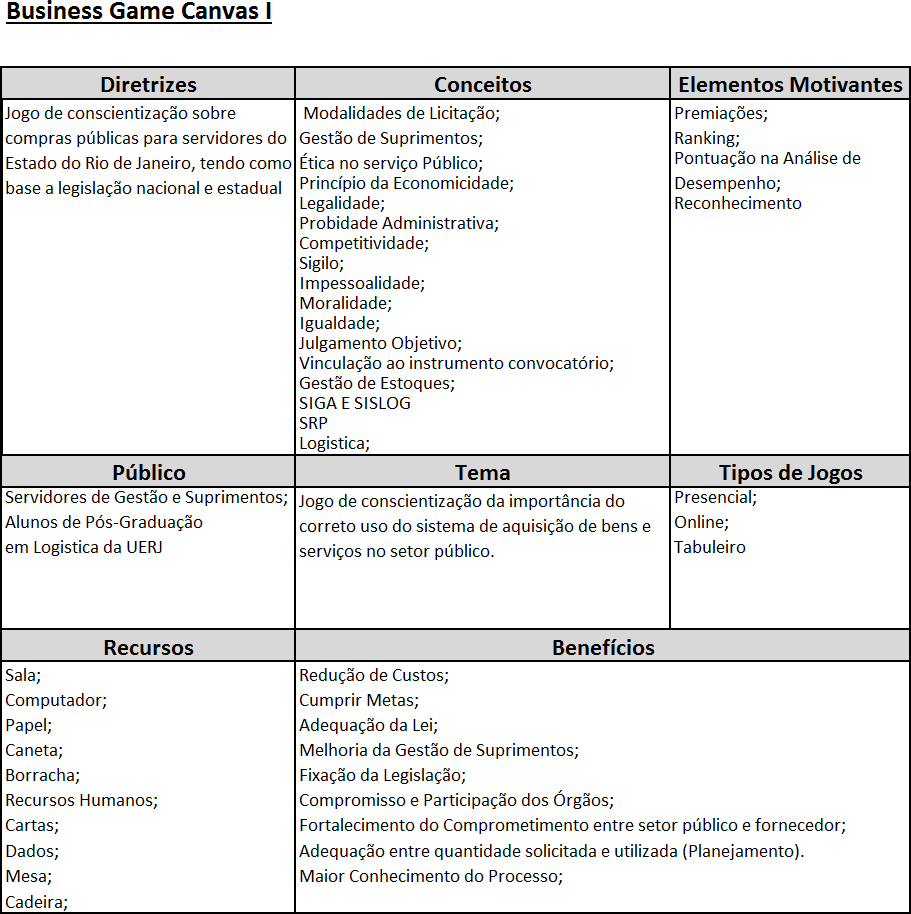 Business Game Canvas I
Diretrizes
Jogo de conscientização sobre
compras públicas para servidores do
Estado do Rio de Janeiro, tendo como
base a legislação nacional e estadual
Conceitos
Modalidades de Licitação;
Gestão de Suprimentos;
Ética no serviço Público;
Princípio da Economicidade;
Legalidade;
Probidade Administrativa;
Competitividade;
Sigilo;
Impessoalidade;
Moralidade;
Igualdade;
Julgamento Objetivo;
Vinculação ao instrumento convocatório;
Gestão de Estoques;
SIGA E SISLOG
SRP
Logistica;
Elementos Motivantes
Premiações;
Ranking;
Pontuação na Análise de
Desempenho;
Reconhecimento
Público
Servidores de Gestão e Suprimentos;
Alunos de Pós-Graduação
em Logistica da UERJ
Tema
Jogo de conscientização da importância do
correto uso do sistema de aquisição de bens e
serviços no setor público.
Tipos de Jogos
Presencial;
Online;
Tabuleiro
Recursos
Sala;
Computador;
Papel;
Caneta;
Borracha;
Recursos Humanos;
Cartas;
Dados;
Mesa;
Cadeira;
Benefícios
Redução de Custos;
Cumprir Metas;
Adequação da Lei;
Melhoria da Gestão de Suprimentos;
Fixação da Legislação;
Compromisso e Participação dos Órgãos;
Fortalecimento do Comprometimento entre setor público e fornecedor;
Adequação entre quantidade solicitada e utilizada (Planejamento).
Maior Conhecimento do Processo;